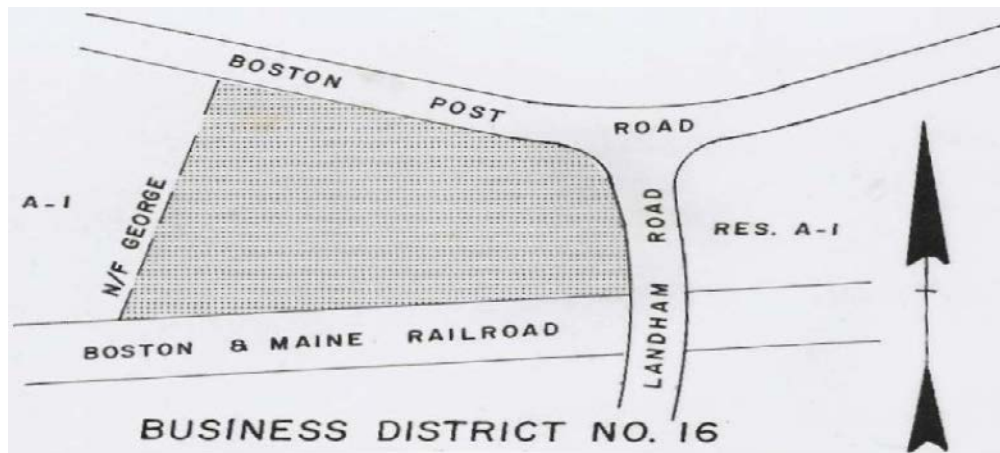 BOSTON POST ROAD
A-1
N/F GEORGE
LANDHAM ROAD
RES. A-1
BOSTON & MAINE RAILROAD
BUSINESS DISTRICT NO. 16